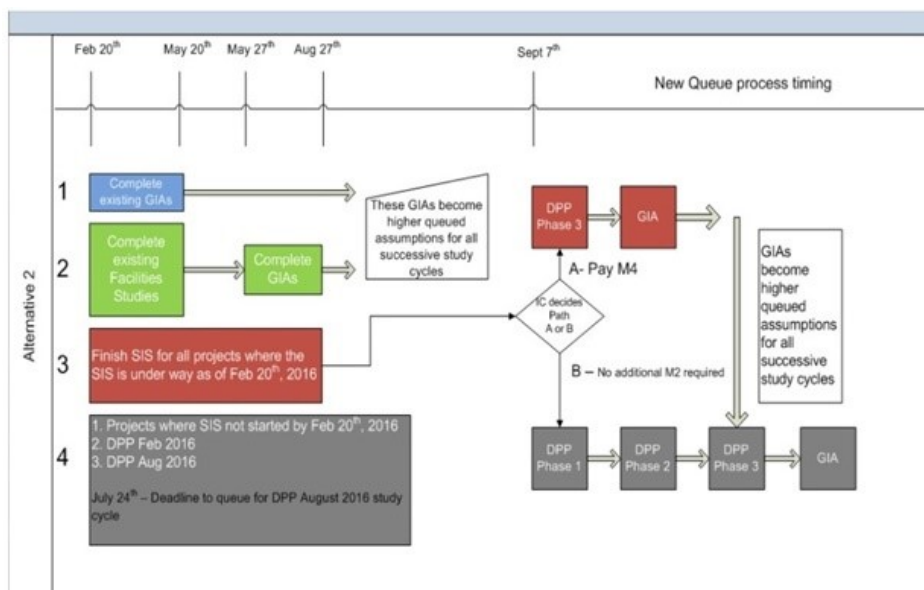 Feb 20th
May 20th
May 27th
Aug 27th
Sept 7th
New Queue process timing
Alternative 2
1
Complete
existing GIAs
These GIAs become
higher queued
assumptions for all
successive study
cycles
2
Complete
existing
Facilities
Studies
Complete
GIAs
DPP
Phase 3
GIA
A- Pay M4
IC decides
Path
A or B
GIAs
become
higher
queued
assumptions
for all
successive
study cycles
3
Finish SIS for all projects where the
SIS is under way as of Feb 20th, 2016
B – No additional M2 required
4
1. Projects where SIS not started by Feb 20th, 2016
2. DPP Feb 2016
3. DPP Aug 2016
July 24th – Deadline to queue for DPP August 2016 study
cycle
DPP
Phase 1
DPP
Phase 2
DPP
Phase 3
GIA